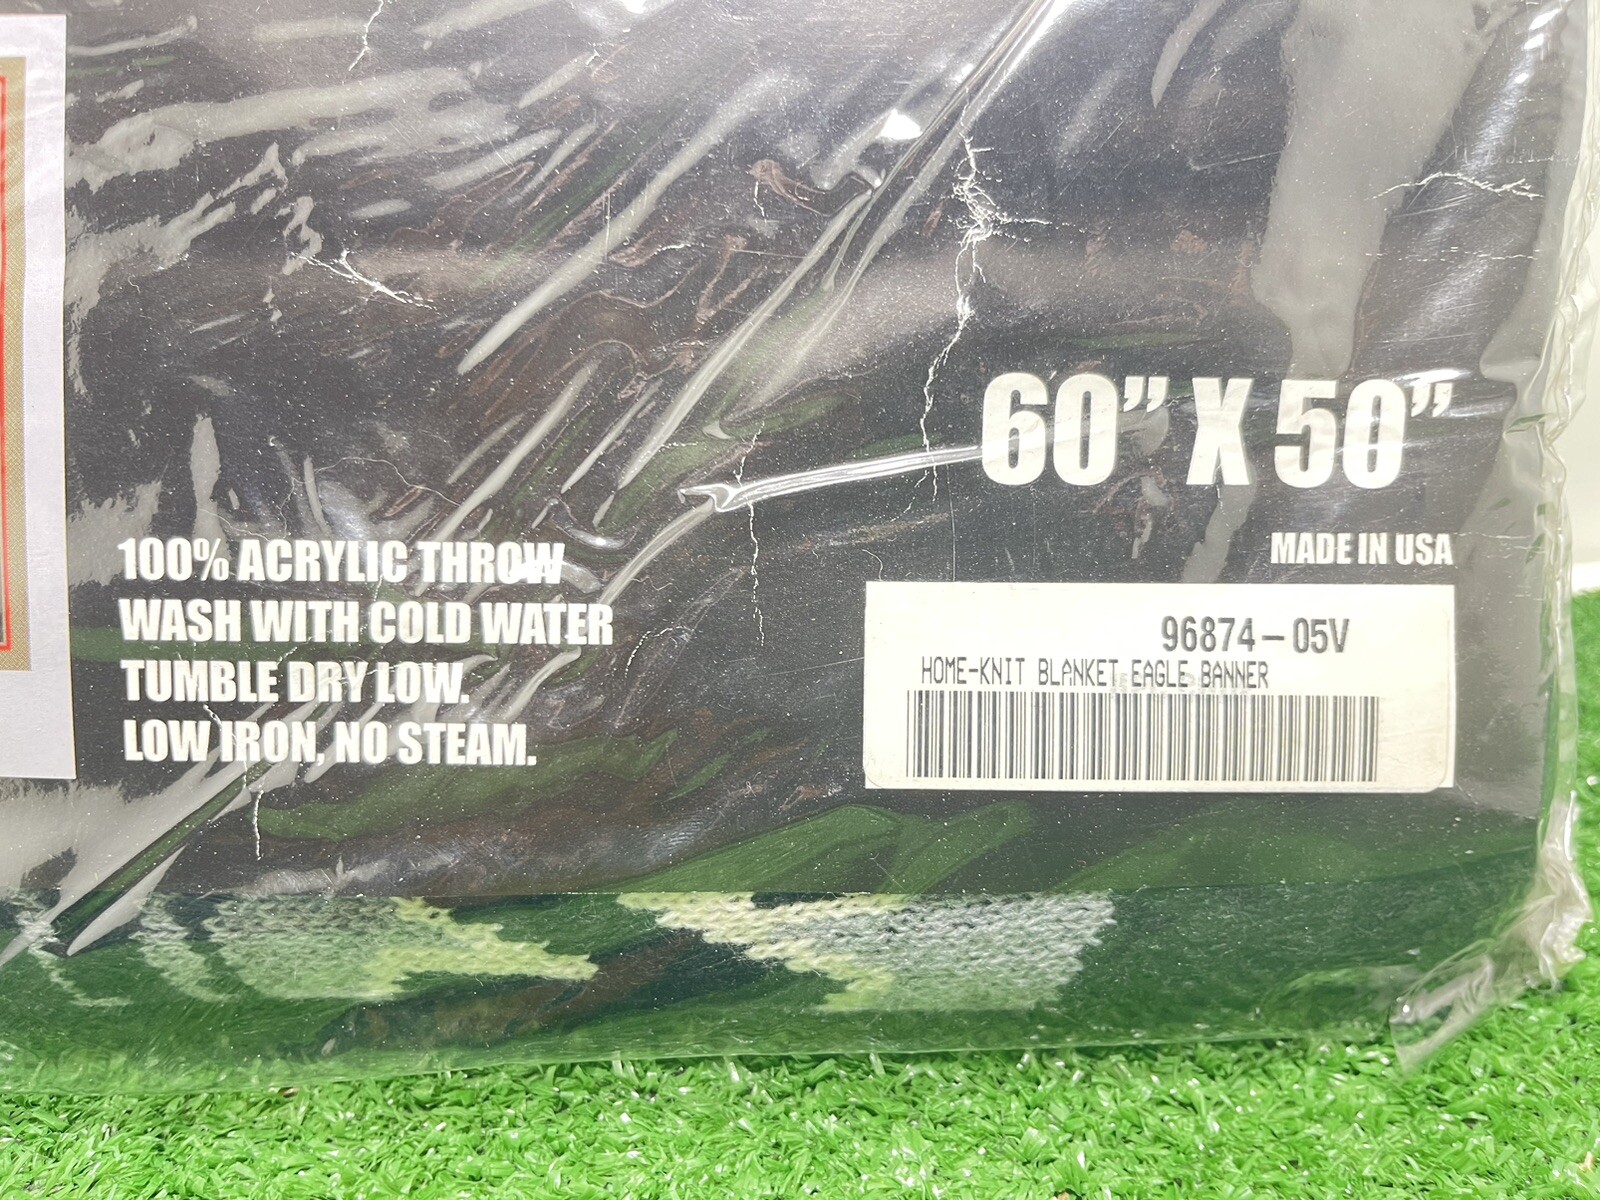 60" X 50"
MADE IN USA
100% ACRYLIC THROW
WASH WITH COLD WATER
TUMBLE DRY LOW.
LOW IRON, NO STEAM.
96874-05V
HOME-KNIT BLANKET EAGLE BANNER